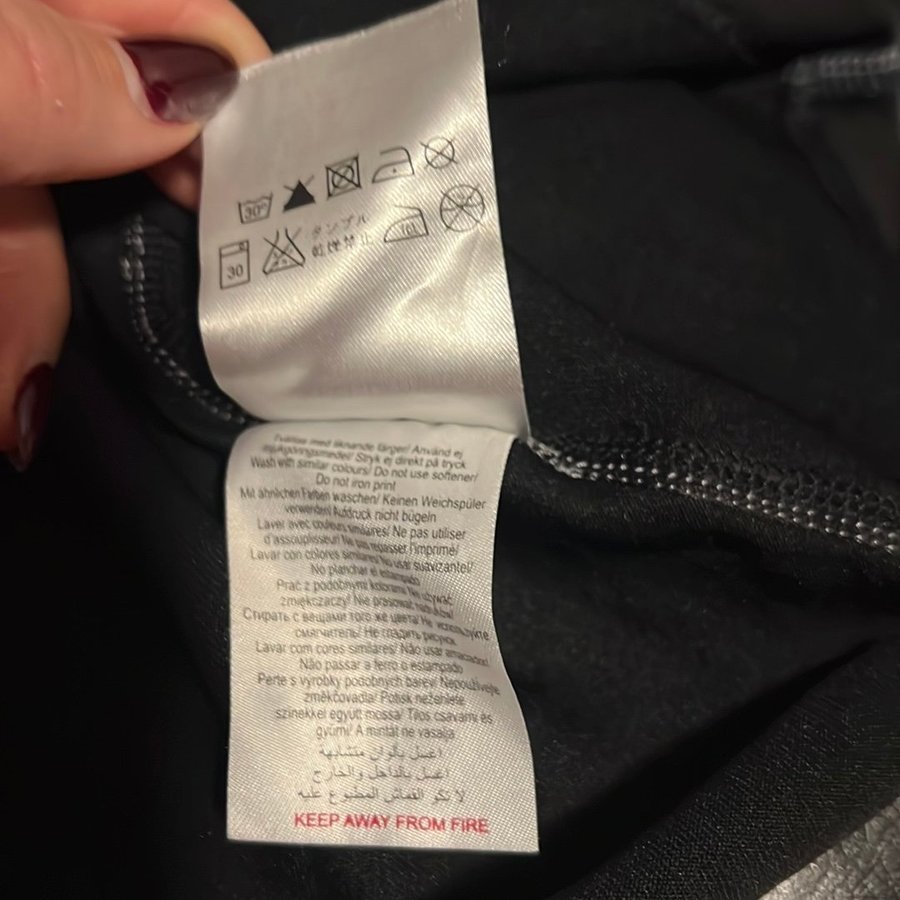 30°
タンブル
30
乾燥禁止
Tvättas med liknande färger/ Använd ej
Stryk ej direkt på tryck
Wash with similar colours/ Do not use softener/
Do not iron print
Mit ähnlichen Farben waschen/ Keinen Weichspüler
verwenden/ Aufdruck nicht bügeln
Laver avec couleurs similaires/ Ne pas utiliser
d'assouplisseur/ Ne pas repasser l'imprimé/
Lavar con colores similares/ No usar suavizante/
No planchar el estampado
Prać z podobnymi kolorami/ Nie używać
zmiękczaczy/ Nie prasować
Стирать с вещами того же цвета/ Не используйте
смягчитель/ Не гладить рисунок
Lavar com cores similares/ Não usar amaciador/
Não passar a ferro o estampado
Perte s výrobky podobných barev/ Nepoužívejte
změkčovadla/ Potisk nežehlete
színekkel együtt mossa/ Tilos csavarni és
gyűrni/ A mintát ne vasalja
اغسل بألوان متشابهة
اغسل بالداخل والخارج
لا تكو القماش المطبوع عليه
KEEP AWAY FROM FIRE